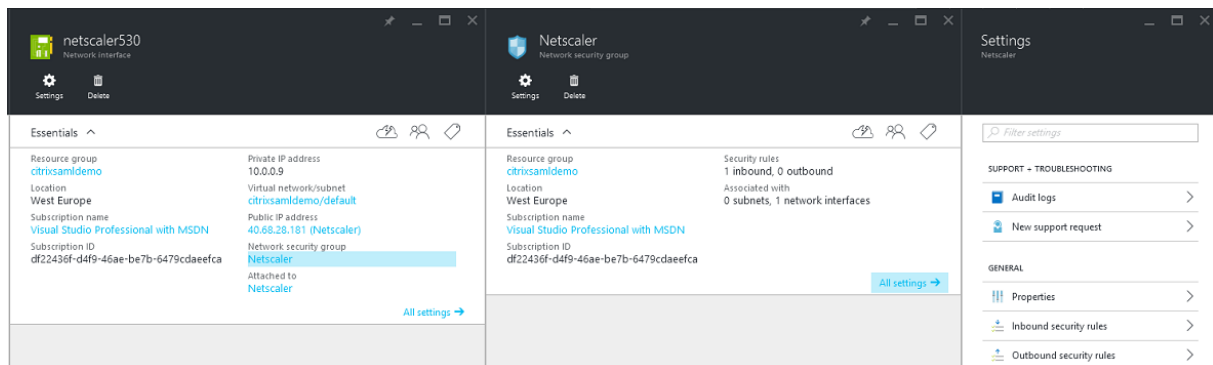 netscaler530
Network interface
Settings
Delete
Essentials
Resource group
citrixsamldemo
Location
West Europe
Subscription name
Visual Studio Professional with MSDN
Subscription ID
df22436f-d4f9-46ae-be7b-6479cdaeefca
Private IP address
10.0.0.9
Virtual network/subnet
citrixsamldemo/default
Public IP address
40.68.28.181 (Netscaler)
Network security group
Netscaler
Attached to
Netscaler
All settings →
Netscaler
Network security group
Settings
Delete
Essentials
Resource group
citrixsamldemo
Location
West Europe
Subscription name
Visual Studio Professional with MSDN
Subscription ID
df22436f-d4f9-46ae-be7b-6479cdaeefca
Security rules
1 inbound, 0 outbound
Associated with
0 subnets, 1 network interfaces
All settings →
Settings
Netscaler
Filter settings
SUPPORT + TROUBLESHOOTING
Audit logs
New support request
GENERAL
Properties
Inbound security rules
Outbound security rules